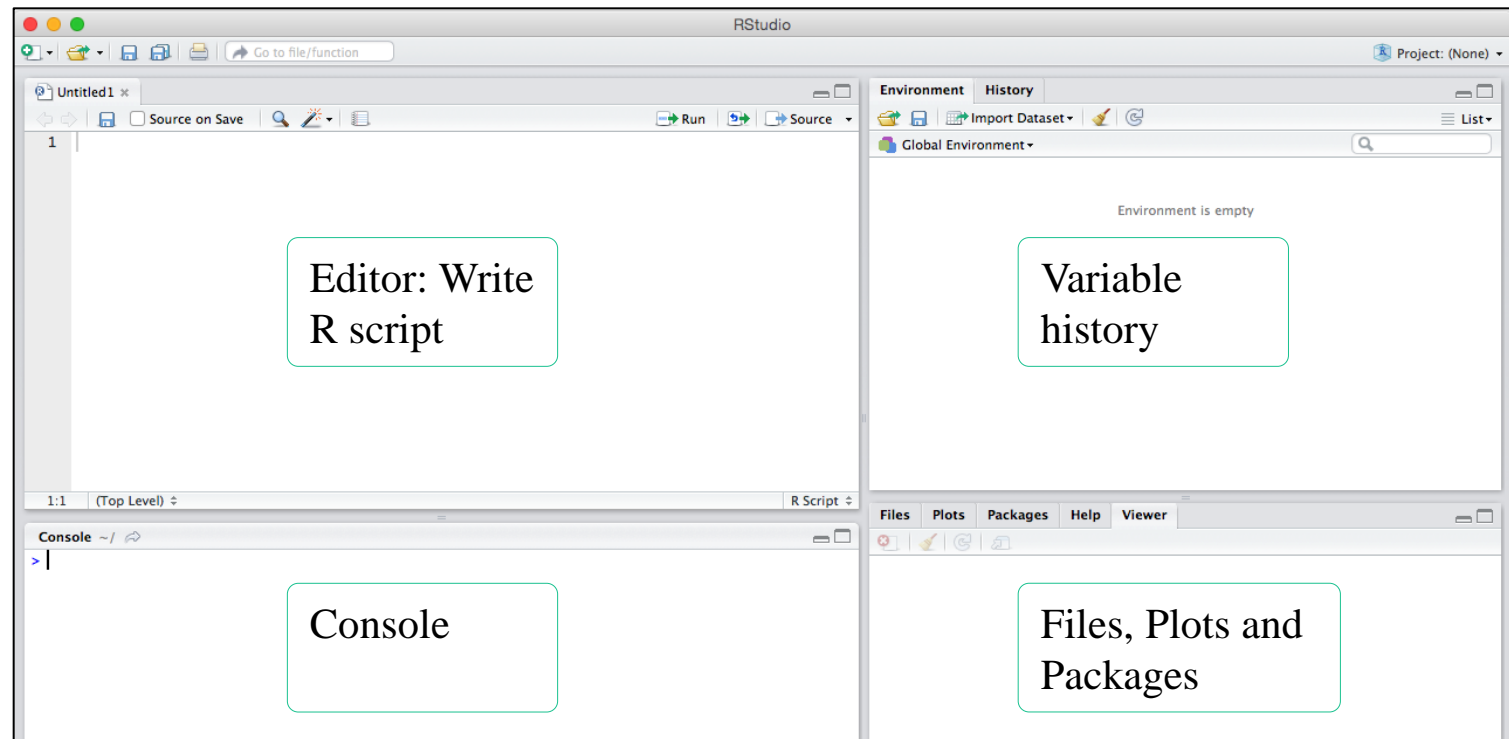 RStudio
Go to file/function
Project: (None)
Untitled1
Source on Save
Run
Source
1
Editor: Write
R script
1:1 (Top Level)
R Script
Console ~/
>
Console
Environment History
Import Dataset
List
Global Environment
Environment is empty
Variable
history
Files Plots Packages Help Viewer
Files, Plots and
Packages